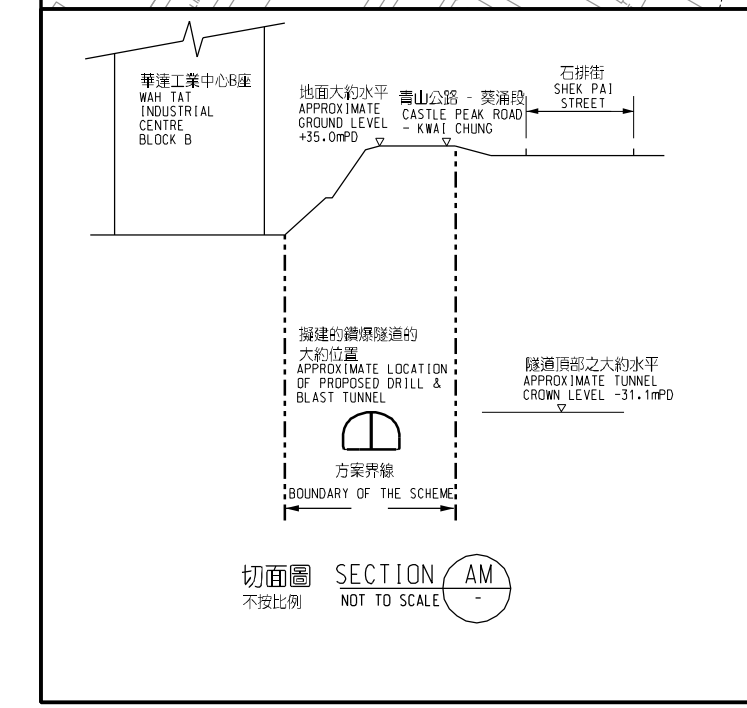 華達工業中心B座
WAH TAT
INDUSTRIAL
CENTRE
BLOCK B
地面大約水平
APPROXIMATE
GROUND LEVEL
+35.0mPD
青山公路 - 葵涌段
CASTLE PEAK ROAD
- KWAI CHUNG
石排街
SHEK PAI
STREET
擬建的鑽爆隧道的
大約位置
APPROXIMATE LOCATION
OF PROPOSED DRILL &
BLAST TUNNEL
隧道頂部之大約水平
APPROXIMATE TUNNEL
CROWN LEVEL -31.1mPD
方案界線
BOUNDARY OF THE SCHEME
切面圖 SECTION AM
不按比例 NOT TO SCALE -